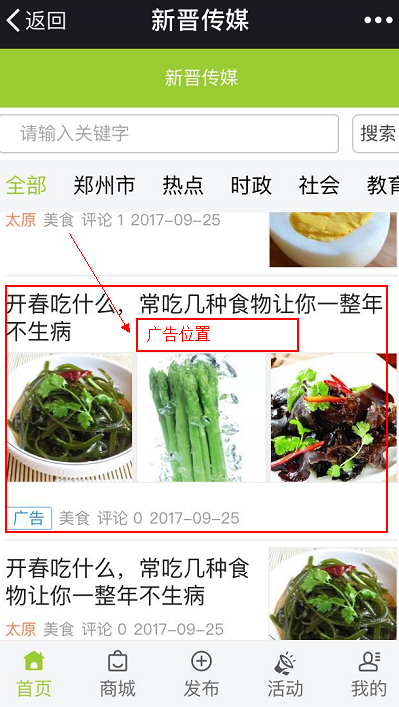 返回 新晋传媒
新晋传媒
请输入关键字 搜索
全部 郑州市 热点 时政 社会 教育
太原 美食 评论 1 2017-09-25
开春吃什么，常吃几种食物让你一整年
不生病
广告位置
广告 美食 评论 0 2017-09-25
开春吃什么，常吃几种食
物让你一整年不生病
太原 美食 评论 0 2017-09-25
首页 商城 发布 活动 我的